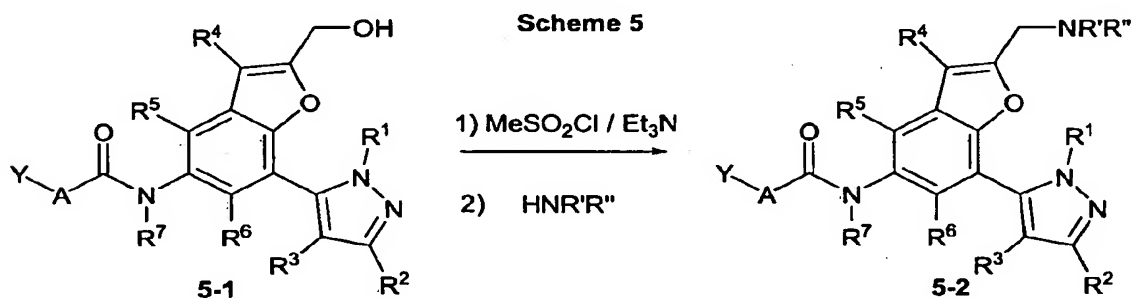 Scheme 5
R⁴ OH
R⁵ O
O R¹
Y A N N
R⁷ R⁶ N
R³ R²
5-1
1) MeSO₂Cl / Et₃N
2) HNR'R"
R⁴ NR'R"
R⁵ O
O R¹
Y A N N
R⁷ R⁶ N
R³ R²
5-2